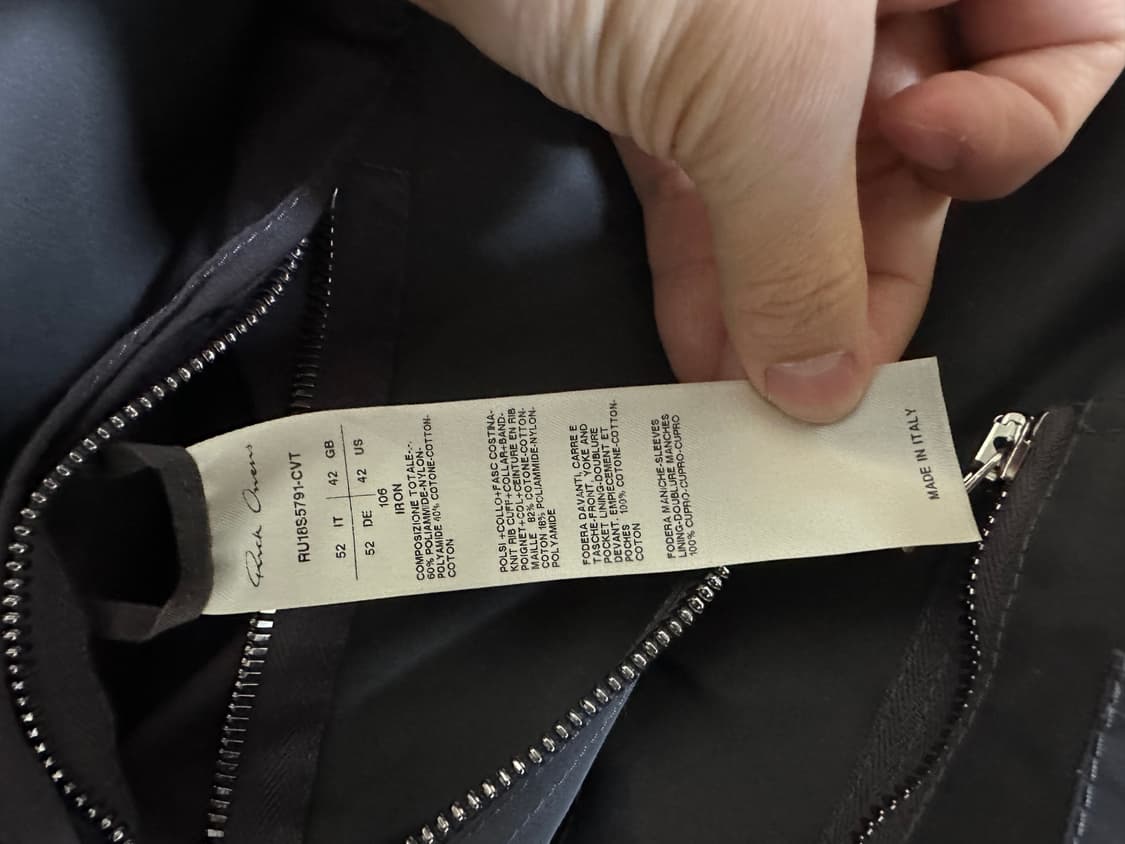 Rick Owens
RU18S5791-CVT
52 IT 42 GB
52 DE 42 US
106
IRON
COMPOSIZIONE TOTALE-:-
60% POLIAMMIDE-NYLON-
POLYAMIDE 40% COTONE-COTTON-
COTON
POLSI +COLLO+FASC.COSTINA-
KNIT RIB CUFF+COLLAR+BAND-
POIGNET+COL+CEINTURE EN RIB
MAILLE 82% COTONE-COTTON-
COTON 18% POLIAMMIDE-NYLON-
POLYAMIDE
FODERA DAVANTI, CARRE E
TASCHE-FRONT, YOKE AND
POCKET LINING-DOUBLURE
DEVANT, EMPIECEMENT ET
POCHES 100% COTONE-COTTON-
COTON
FODERA MANICHE-SLEEVES
LINING-DOUBLURE MANCHES
100% CUPRO-CUPRO-CUPRO
MADE IN ITALY